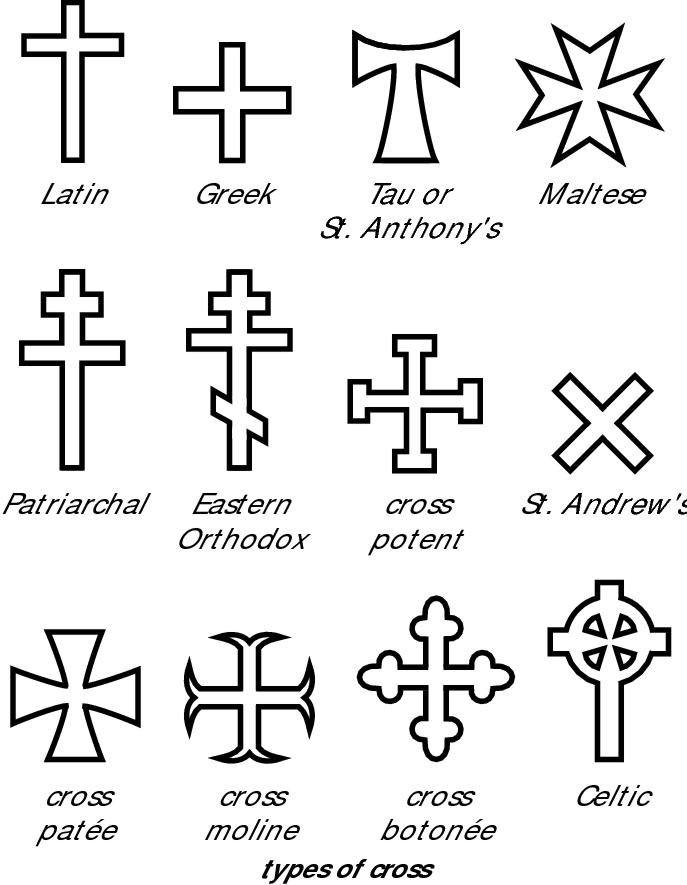 Latin
Greek
Tau or
St. Anthony's
Maltese
Patriarchal
Eastern
Orthodox
cross
potent
St. Andrew's
cross
patée
cross
moline
cross
botonée
Celtic
types of cross